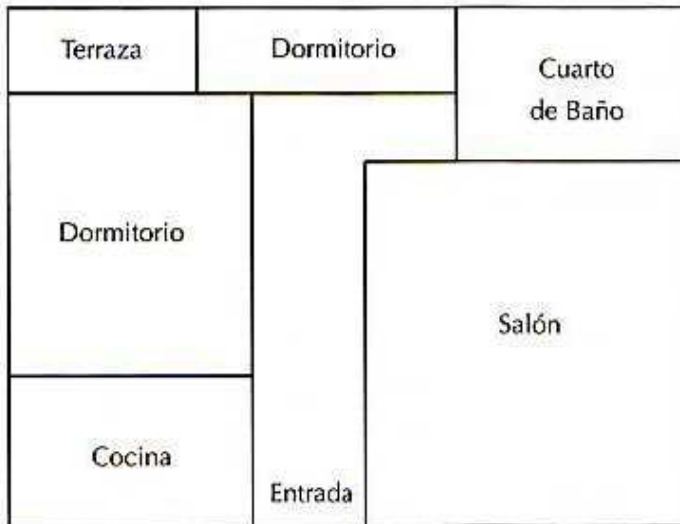 Terraza
Dormitorio
Cuarto
de Baño
Dormitorio
Salón
Cocina
Entrada